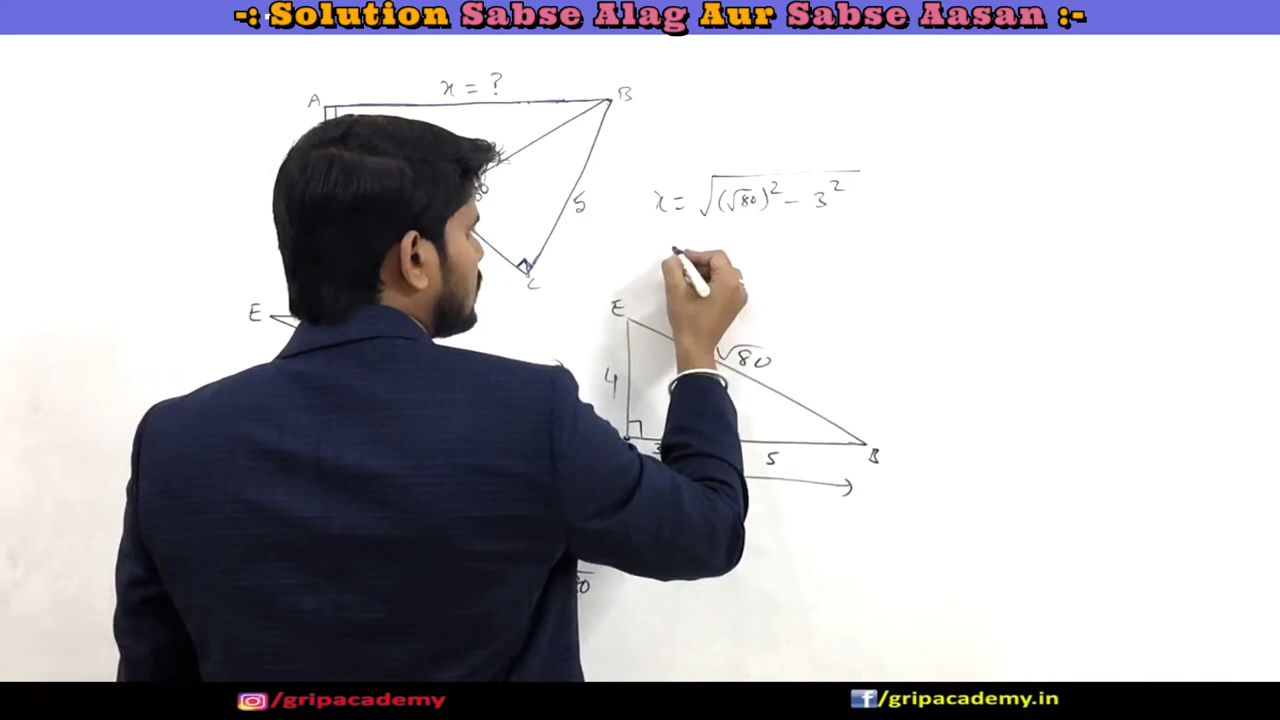 -: Solution Sabse Alag Aur Sabse Aasan :-
x = ?
A
B
5
C
x = √(√80)² - 3²
E
E
√80
4
5
B
/gripacademy
/gripacademy.in